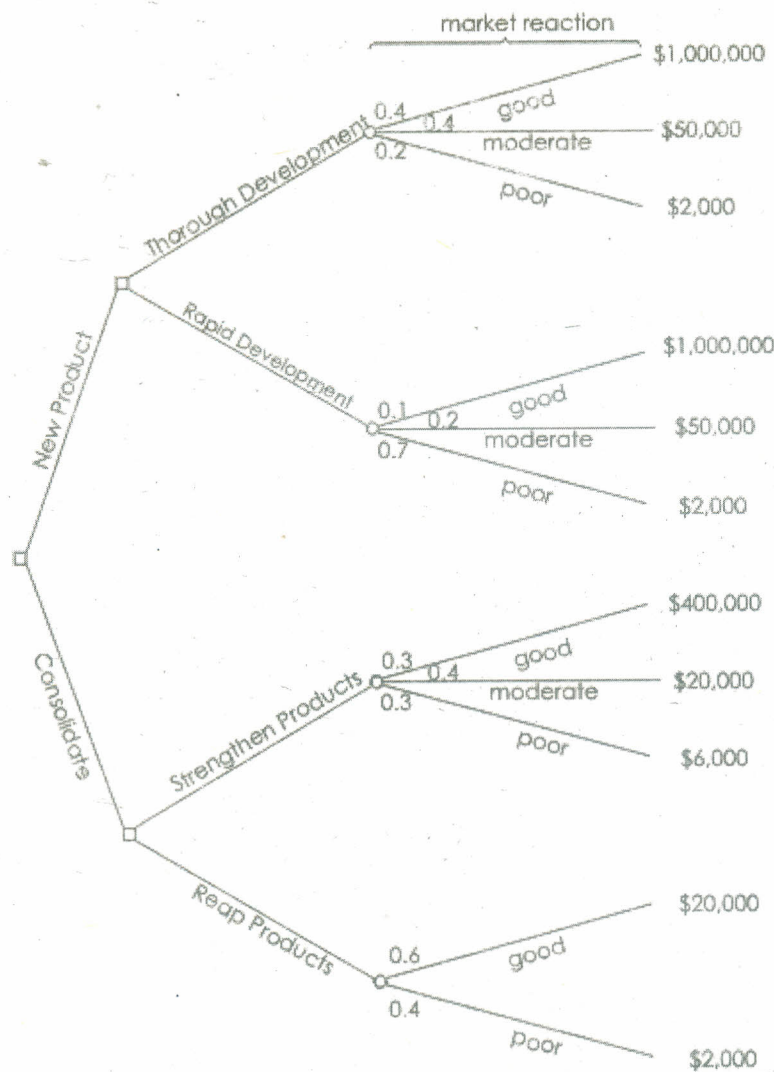 market reaction
$1,000,000
0.4
good
0.4
$50,000
moderate
0.2
poor
$2,000
Thorough Development
New Product
Rapid Development
$1,000,000
0.1
good
0.2
$50,000
moderate
0.7
poor
$2,000
Consolidate
Strengthen Products
$400,000
0.3
good
0.4
$20,000
moderate
0.3
poor
$6,000
Reap Products
$20,000
0.6
good
0.4
poor
$2,000